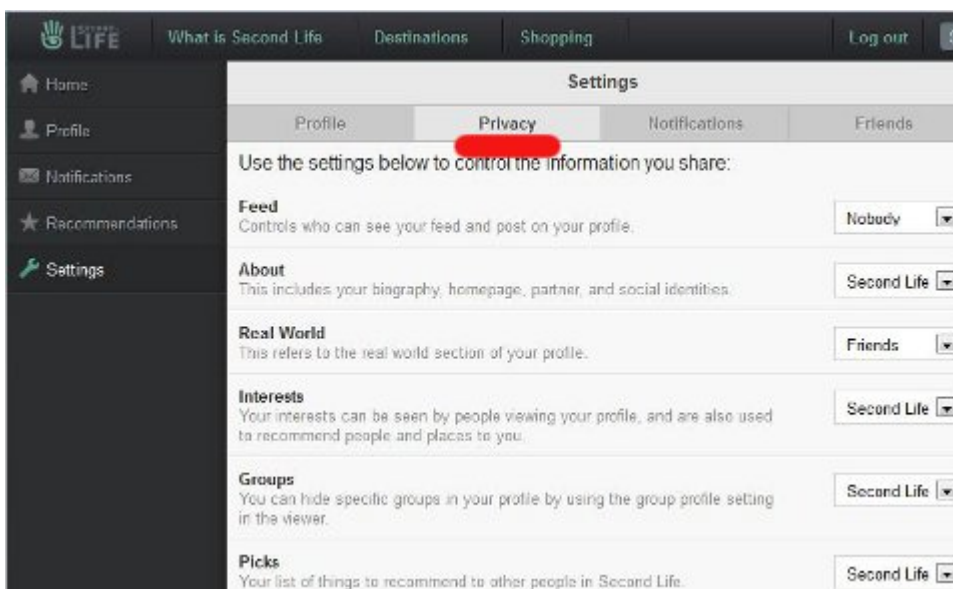 SECOND LIFE What is Second Life Destinations Shopping Log out
Home
Profile
Notifications
Recommendations
Settings
Settings
Profile Privacy Notifications Friends
Use the settings below to control the information you share:
Feed
Controls who can see your feed and post on your profile.
Nobody
About
This includes your biography, homepage, partner, and social identities.
Second Life
Real World
This refers to the real world section of your profile.
Friends
Interests
Your interests can be seen by people viewing your profile, and are also used
to recommend people and places to you.
Second Life
Groups
You can hide specific groups in your profile by using the group profile setting
in the viewer.
Second Life
Picks
Your list of things to recommend to other people in Second Life.
Second Life